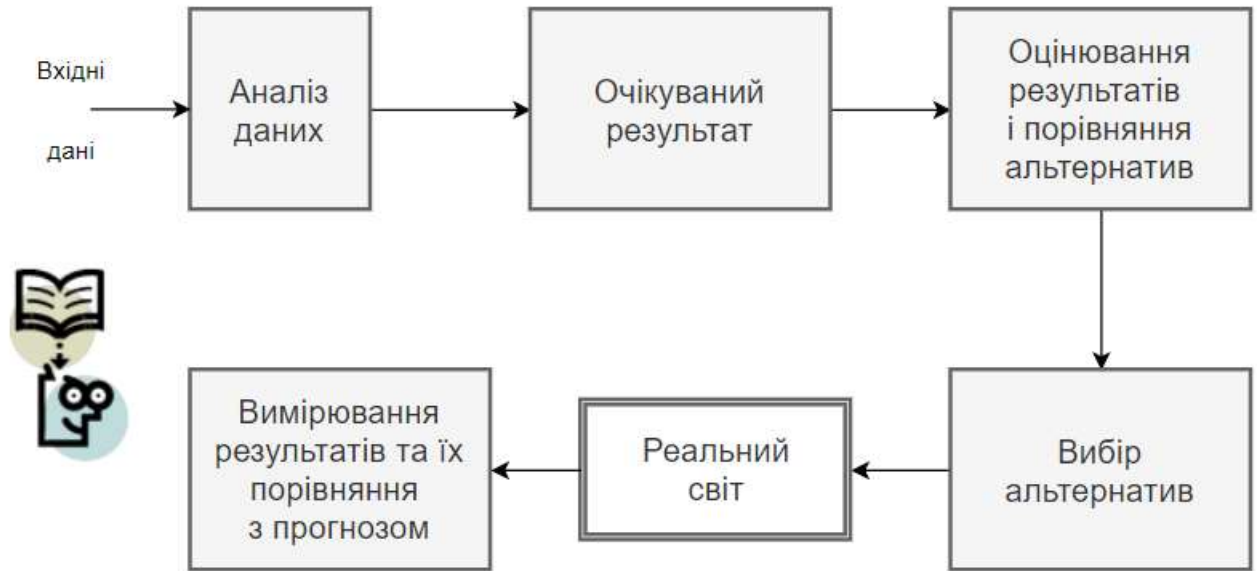 Вхідні
дані
Аналіз
даних
Очікуваний
результат
Оцінювання
результатів
і порівняння
альтернатив
Вимірювання
результатів та їх
порівняння
з прогнозом
Реальний
світ
Вибір
альтернатив